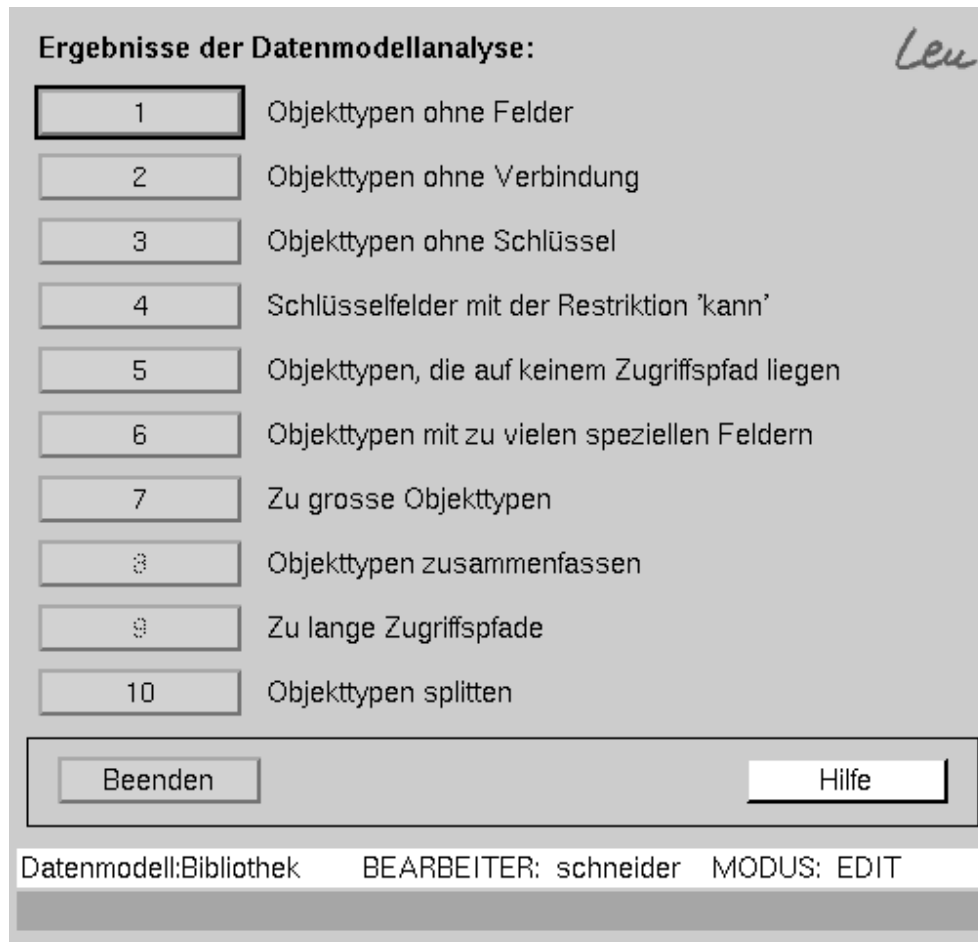 Ergebnisse der Datenmodellanalyse: Leu
1 Objekttypen ohne Felder
2 Objekttypen ohne Verbindung
3 Objekttypen ohne Schlüssel
4 Schlüsselfelder mit der Restriktion 'kann'
5 Objekttypen, die auf keinem Zugriffspfad liegen
6 Objekttypen mit zu vielen speziellen Feldern
7 Zu grosse Objekttypen
8 Objekttypen zusammenfassen
9 Zu lange Zugriffspfade
10 Objekttypen splitten
Beenden Hilfe
Datenmodell:Bibliothek BEARBEITER: schneider MODUS: EDIT